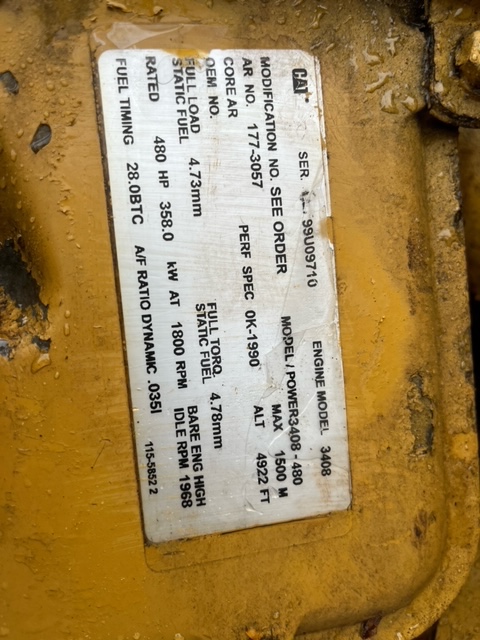 CAT SER. 99U09710 ENGINE MODEL 3408
MODIFICATION NO. SEE ORDER MODEL / POWER3408 - 480
AR NO. 177-3057 PERF SPEC 0K-1990 MAX ALT 1500 M 4922 FT
CORE AR
OEM NO.
FULL LOAD STATIC FUEL 4.73mm FULL TORQ. STATIC FUEL 4.78mm
RATED 480 HP 358.0 kW AT 1800 RPM BARE ENG HIGH IDLE RPM 1968
FUEL TIMING 28.0BTC A/F RATIO DYNAMIC .035I
115-5852 2